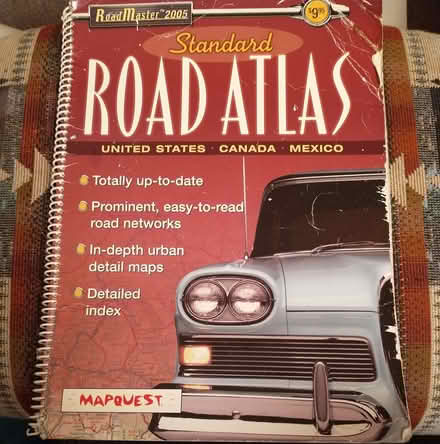 RoadMaster™ 2005
$9.95
Standard
ROAD ATLAS
UNITED STATES · CANADA · MEXICO
Totally up-to-date
Prominent, easy-to-read
road networks
In-depth urban
detail maps
Detailed
index
MAPQUEST